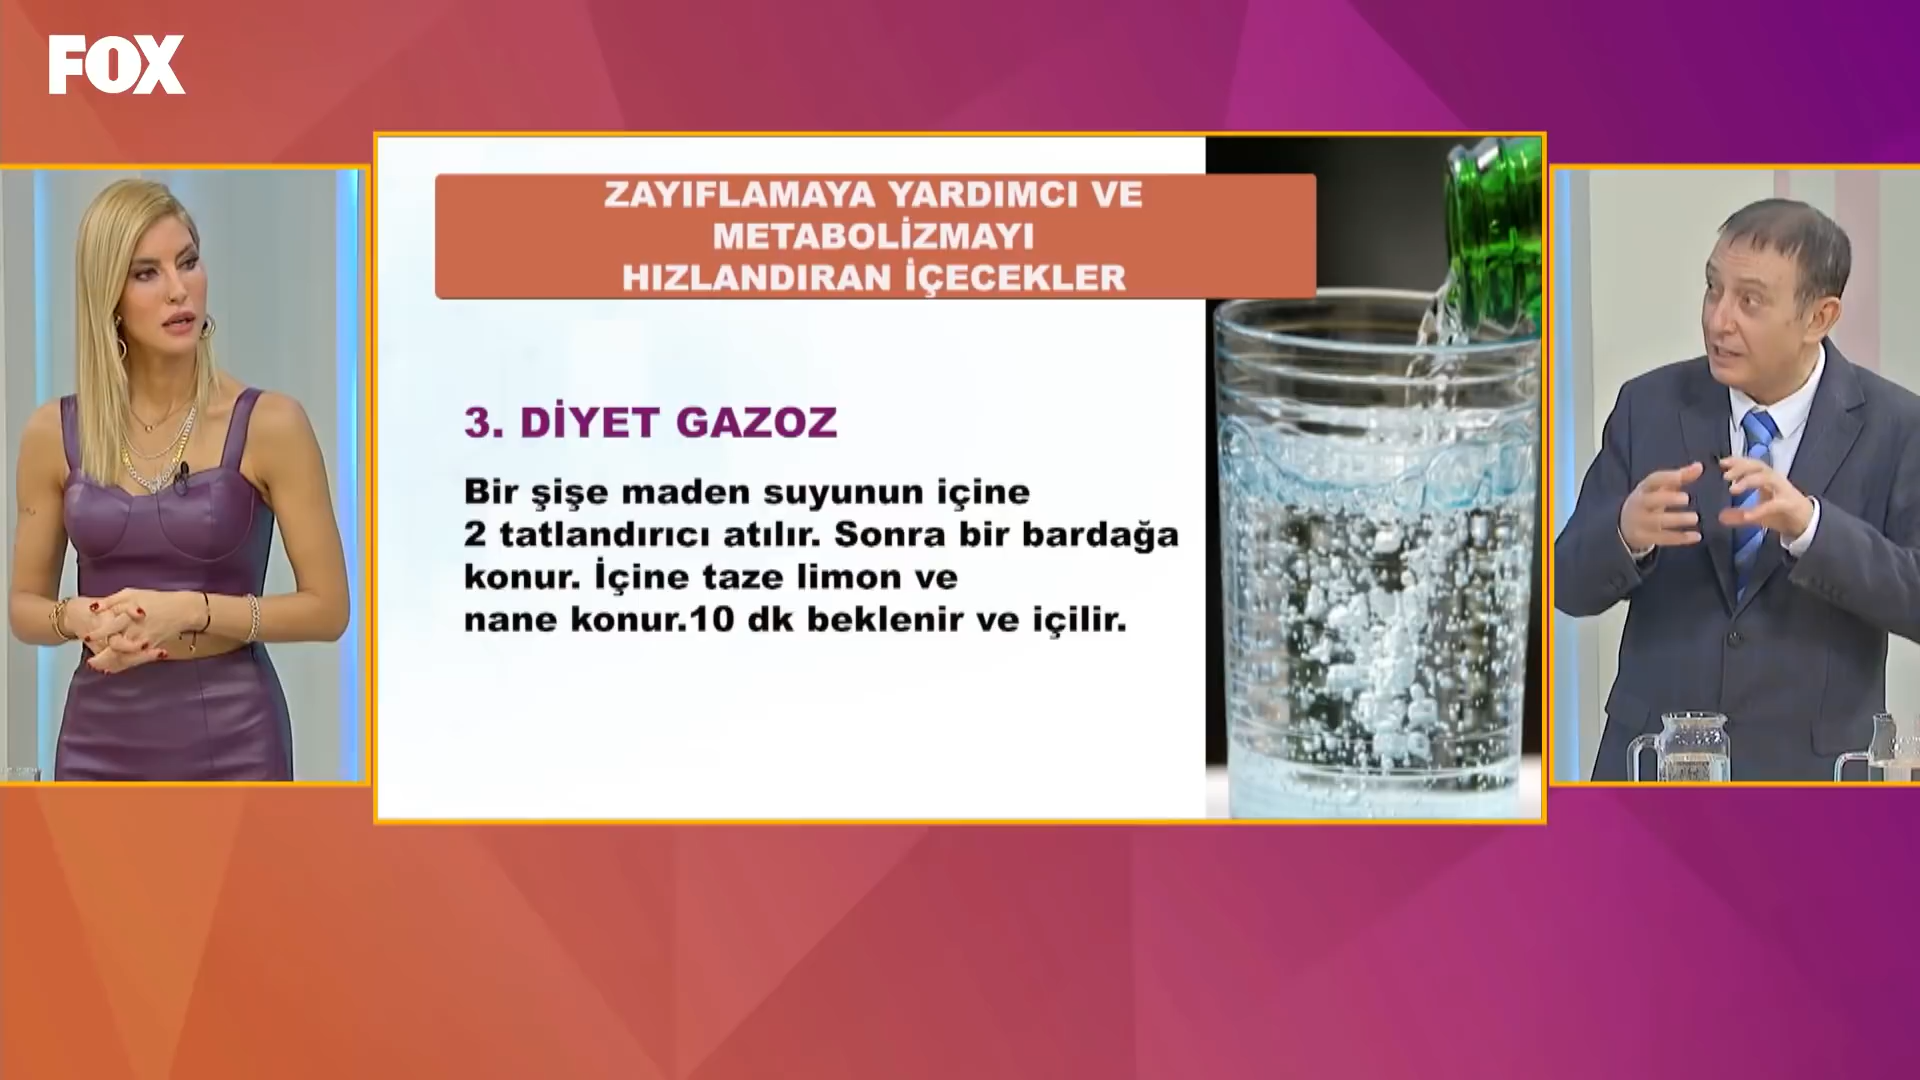 FOX
ZAYIFLAMAYA YARDIMCI VE
METABOLİZMAYI
HIZLANDIRAN İÇECEKLER
3. DİYET GAZOZ
Bir şişe maden suyunun içine
2 tatlandırıcı atılır. Sonra bir bardağa
konur. İçine taze limon ve
nane konur.10 dk beklenir ve içilir.